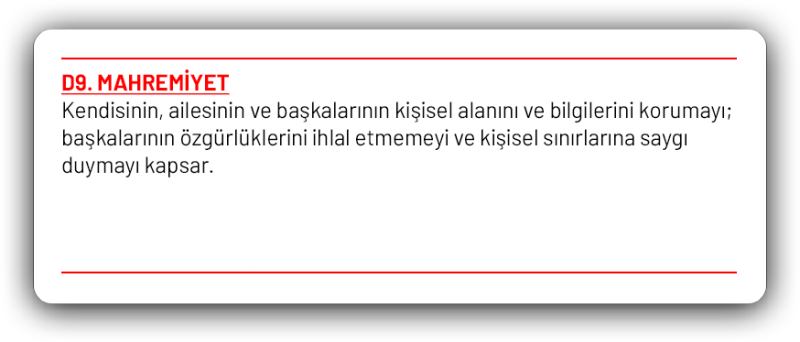 D9. MAHREMİYET
Kendisinin, ailesinin ve başkalarının kişisel alanını ve bilgilerini korumayı;
başkalarının özgürlüklerini ihlal etmemeyi ve kişisel sınırlarına saygı
duymayı kapsar.